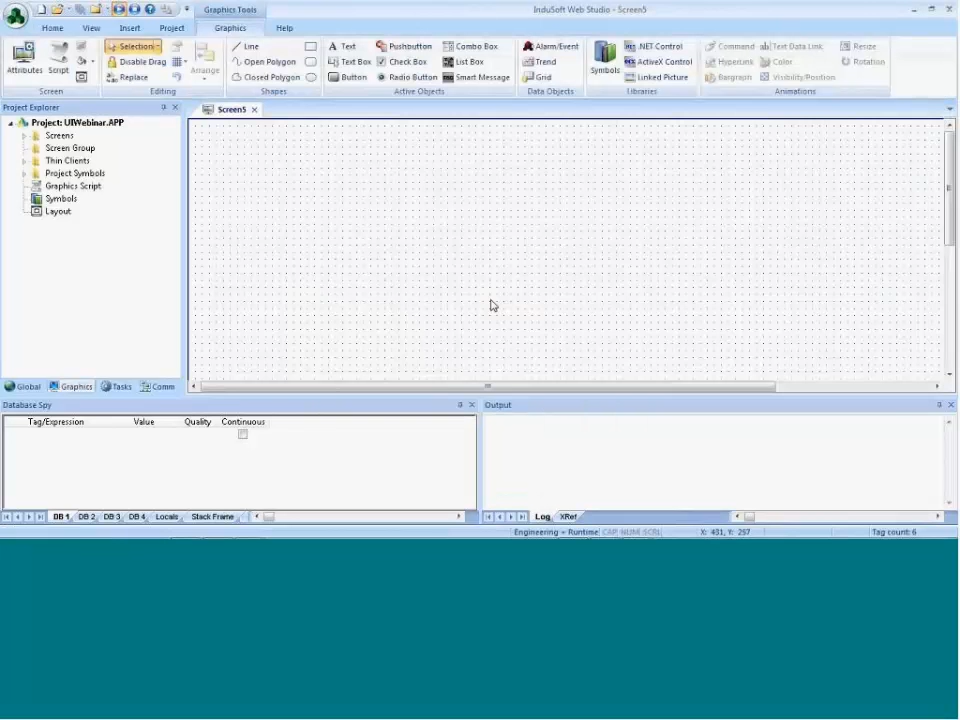 Graphics Tools
InduSoft Web Studio - Screen5
Home View Insert Project Graphics Help
Attributes Script
Screen
Selection
Disable Drag
Replace
Arrange
Editing
Line
Open Polygon
Closed Polygon
Shapes
Text Pushbutton Combo Box
Text Box Check Box List Box
Button Radio Button Smart Message
Active Objects
Alarm/Event
Trend
Grid
Data Objects
Symbols
.NET Control
ActiveX Control
Linked Picture
Libraries
Command Text Data Link Resize
Hyperlink Color Rotation
Bargraph Visibility/Position
Animations
Project Explorer
Project: UIWebinar.APP
Screens
Screen Group
Thin Clients
Project Symbols
Graphics Script
Symbols
Layout
Global Graphics Tasks Comm
Screen5
Database Spy
Tag/Expression Value Quality Continuous
DB 1 DB 2 DB 3 DB 4 Locals Stack Frame
Output
Log XRef
Engineering + Runtime CAP NUM SCRL X: 431, Y: 257 Tag count: 6